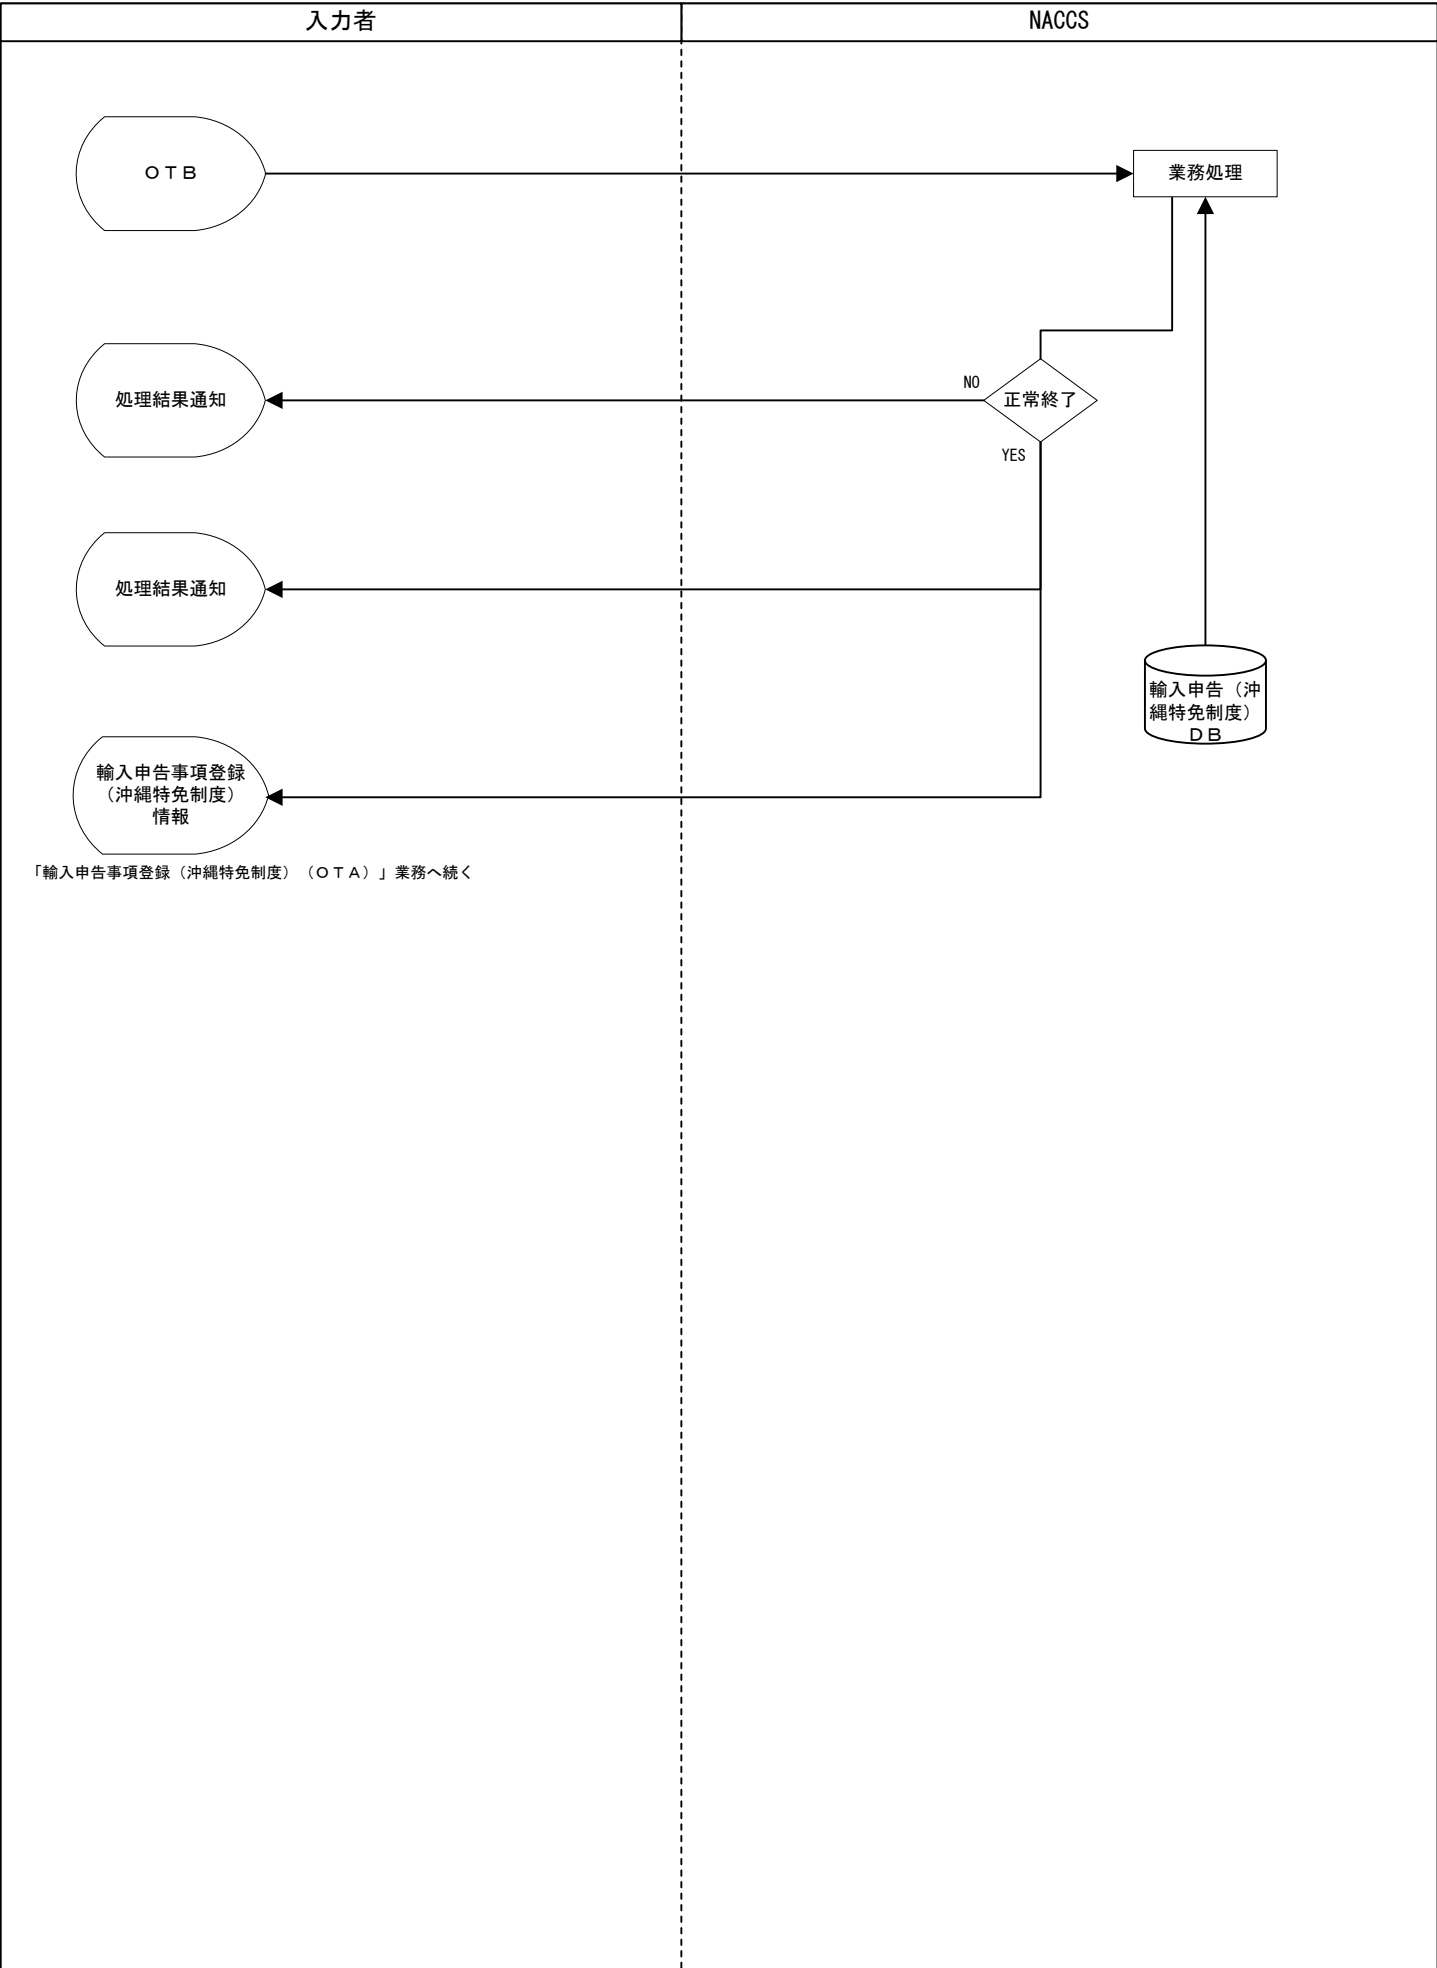 入力者
NACCS
ＯＴＢ
業務処理
処理結果通知
NO
正常終了
YES
処理結果通知
輸入申告（沖
縄特免制度）
ＤＢ
輸入申告事項登録
（沖縄特免制度）
情報
「輸入申告事項登録（沖縄特免制度）（ＯＴＡ）」業務へ続く